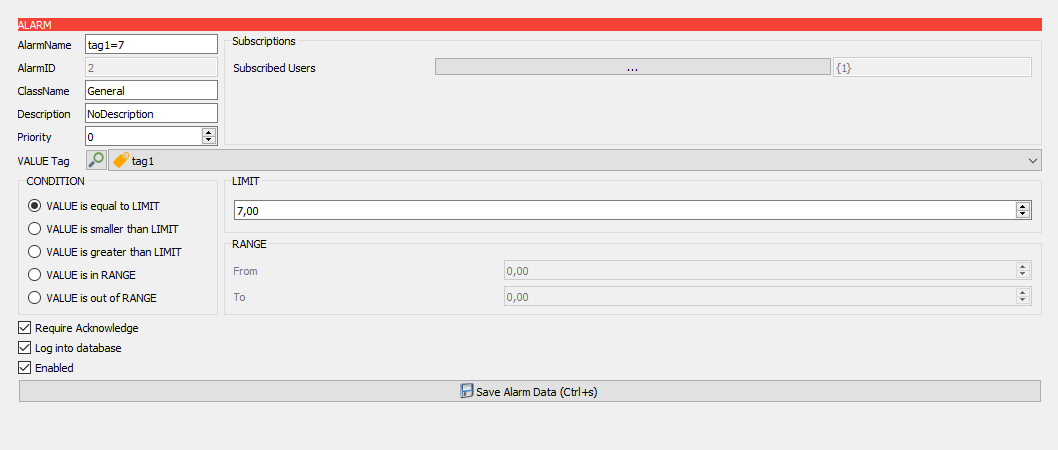 ALARM
AlarmName tag1=7
AlarmID 2
ClassName General
Description NoDescription
Priority 0
Subscriptions
Subscribed Users ... {1}
VALUE Tag tag1
CONDITION
VALUE is equal to LIMIT
VALUE is smaller than LIMIT
VALUE is greater than LIMIT
VALUE is in RANGE
VALUE is out of RANGE
LIMIT
7,00
RANGE
From 0,00
To 0,00
Require Acknowledge
Log into database
Enabled
Save Alarm Data (Ctrl+s)